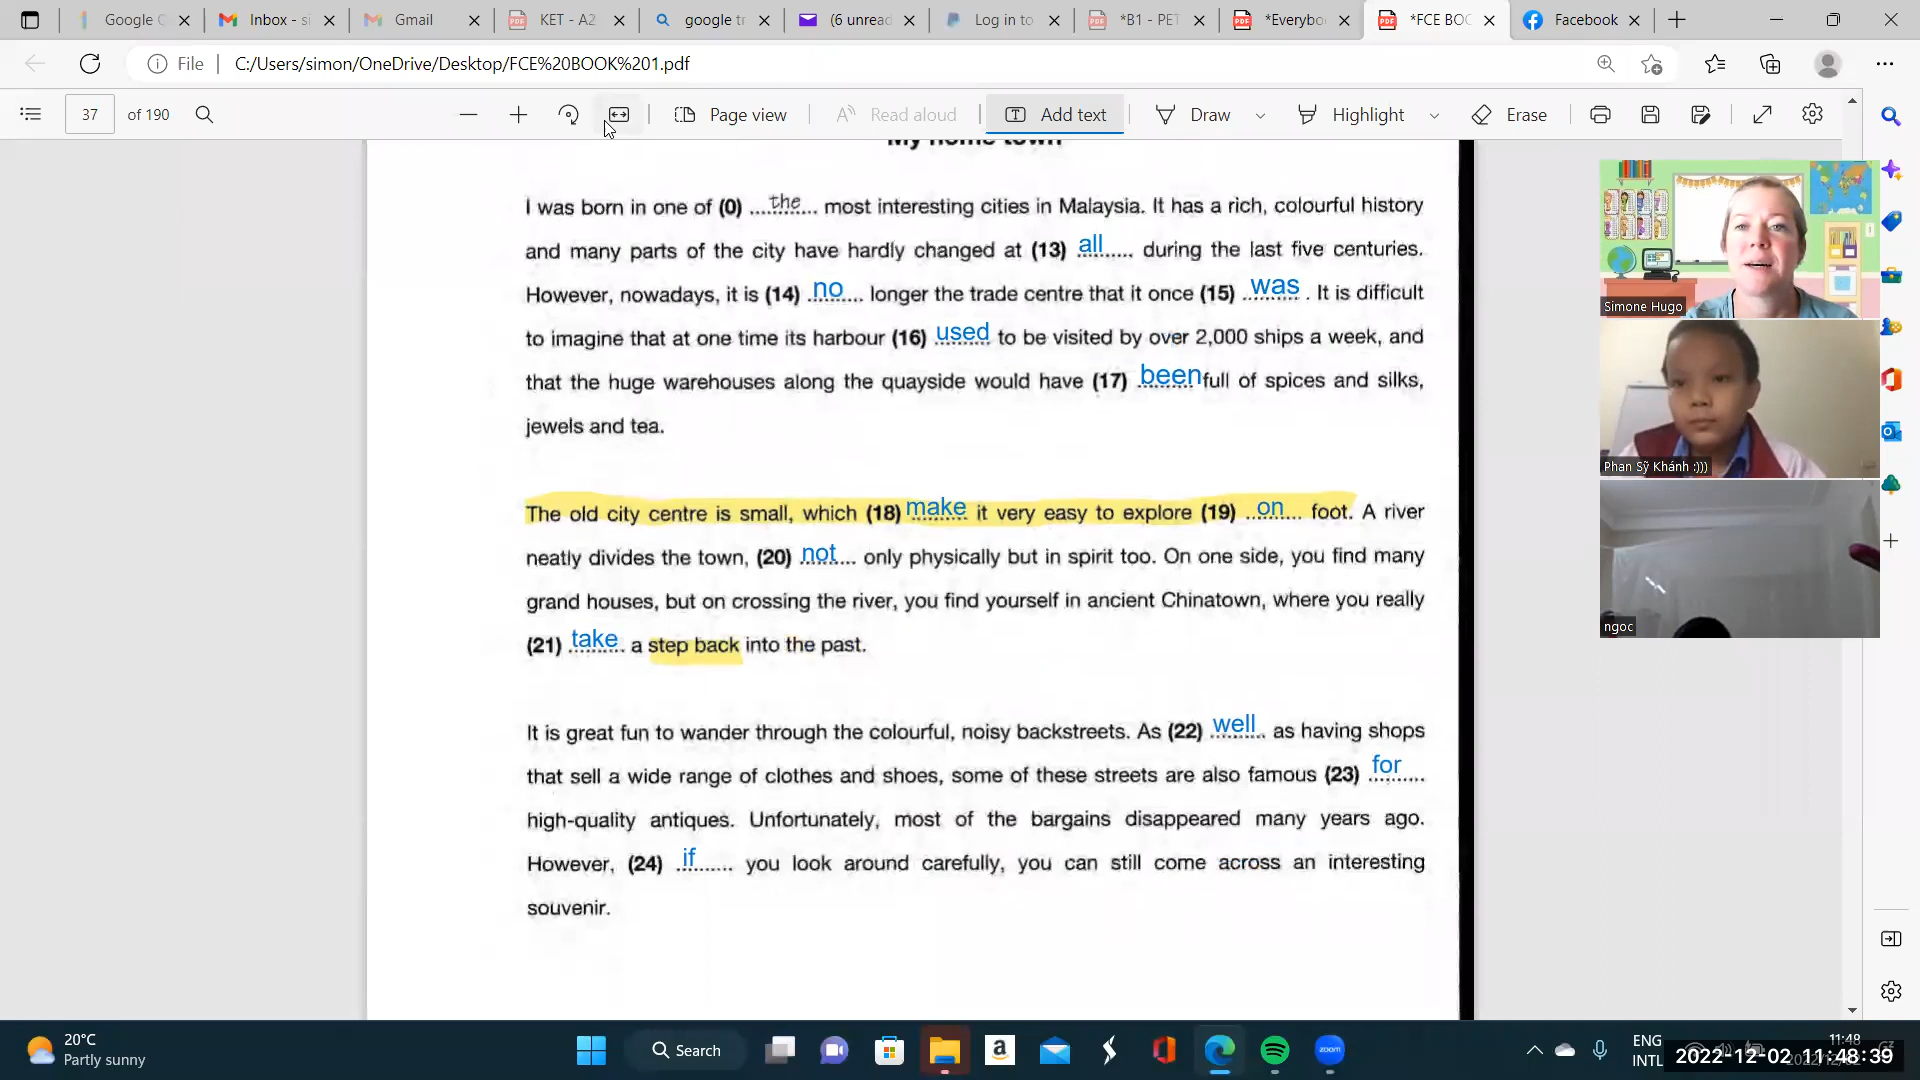 Google C
Inbox - si
Gmail
KET - A2
google tr
(6 unread
Log in to
*B1 - PET
*Everybo
*FCE BOC
Facebook
File
C:/Users/simon/OneDrive/Desktop/FCE%20BOOK%201.pdf
37 of 190
Page view
Read aloud
Add text
Draw
Highlight
Erase
My home town
I was born in one of (0) ....the.... most interesting cities in Malaysia. It has a rich, colourful history
and many parts of the city have hardly changed at (13) all...... during the last five centuries.
However, nowadays, it is (14) no.... longer the trade centre that it once (15) was . It is difficult
to imagine that at one time its harbour (16) used to be visited by over 2,000 ships a week, and
that the huge warehouses along the quayside would have (17) been full of spices and silks,
jewels and tea.
The old city centre is small, which (18) make it very easy to explore (19) on.... foot. A river
neatly divides the town, (20) not... only physically but in spirit too. On one side, you find many
grand houses, but on crossing the river, you find yourself in ancient Chinatown, where you really
(21) take a step back into the past.
It is great fun to wander through the colourful, noisy backstreets. As (22) well. as having shops
that sell a wide range of clothes and shoes, some of these streets are also famous (23) for....
high-quality antiques. Unfortunately, most of the bargains disappeared many years ago.
However, (24) if...... you look around carefully, you can still come across an interesting
souvenir.
Simone Hugo
Phan Sỹ Khánh :)))
ngoc
20°C
Partly sunny
Search
zoom
ENG
INTL
11:48
2022-12-02 11:48:39